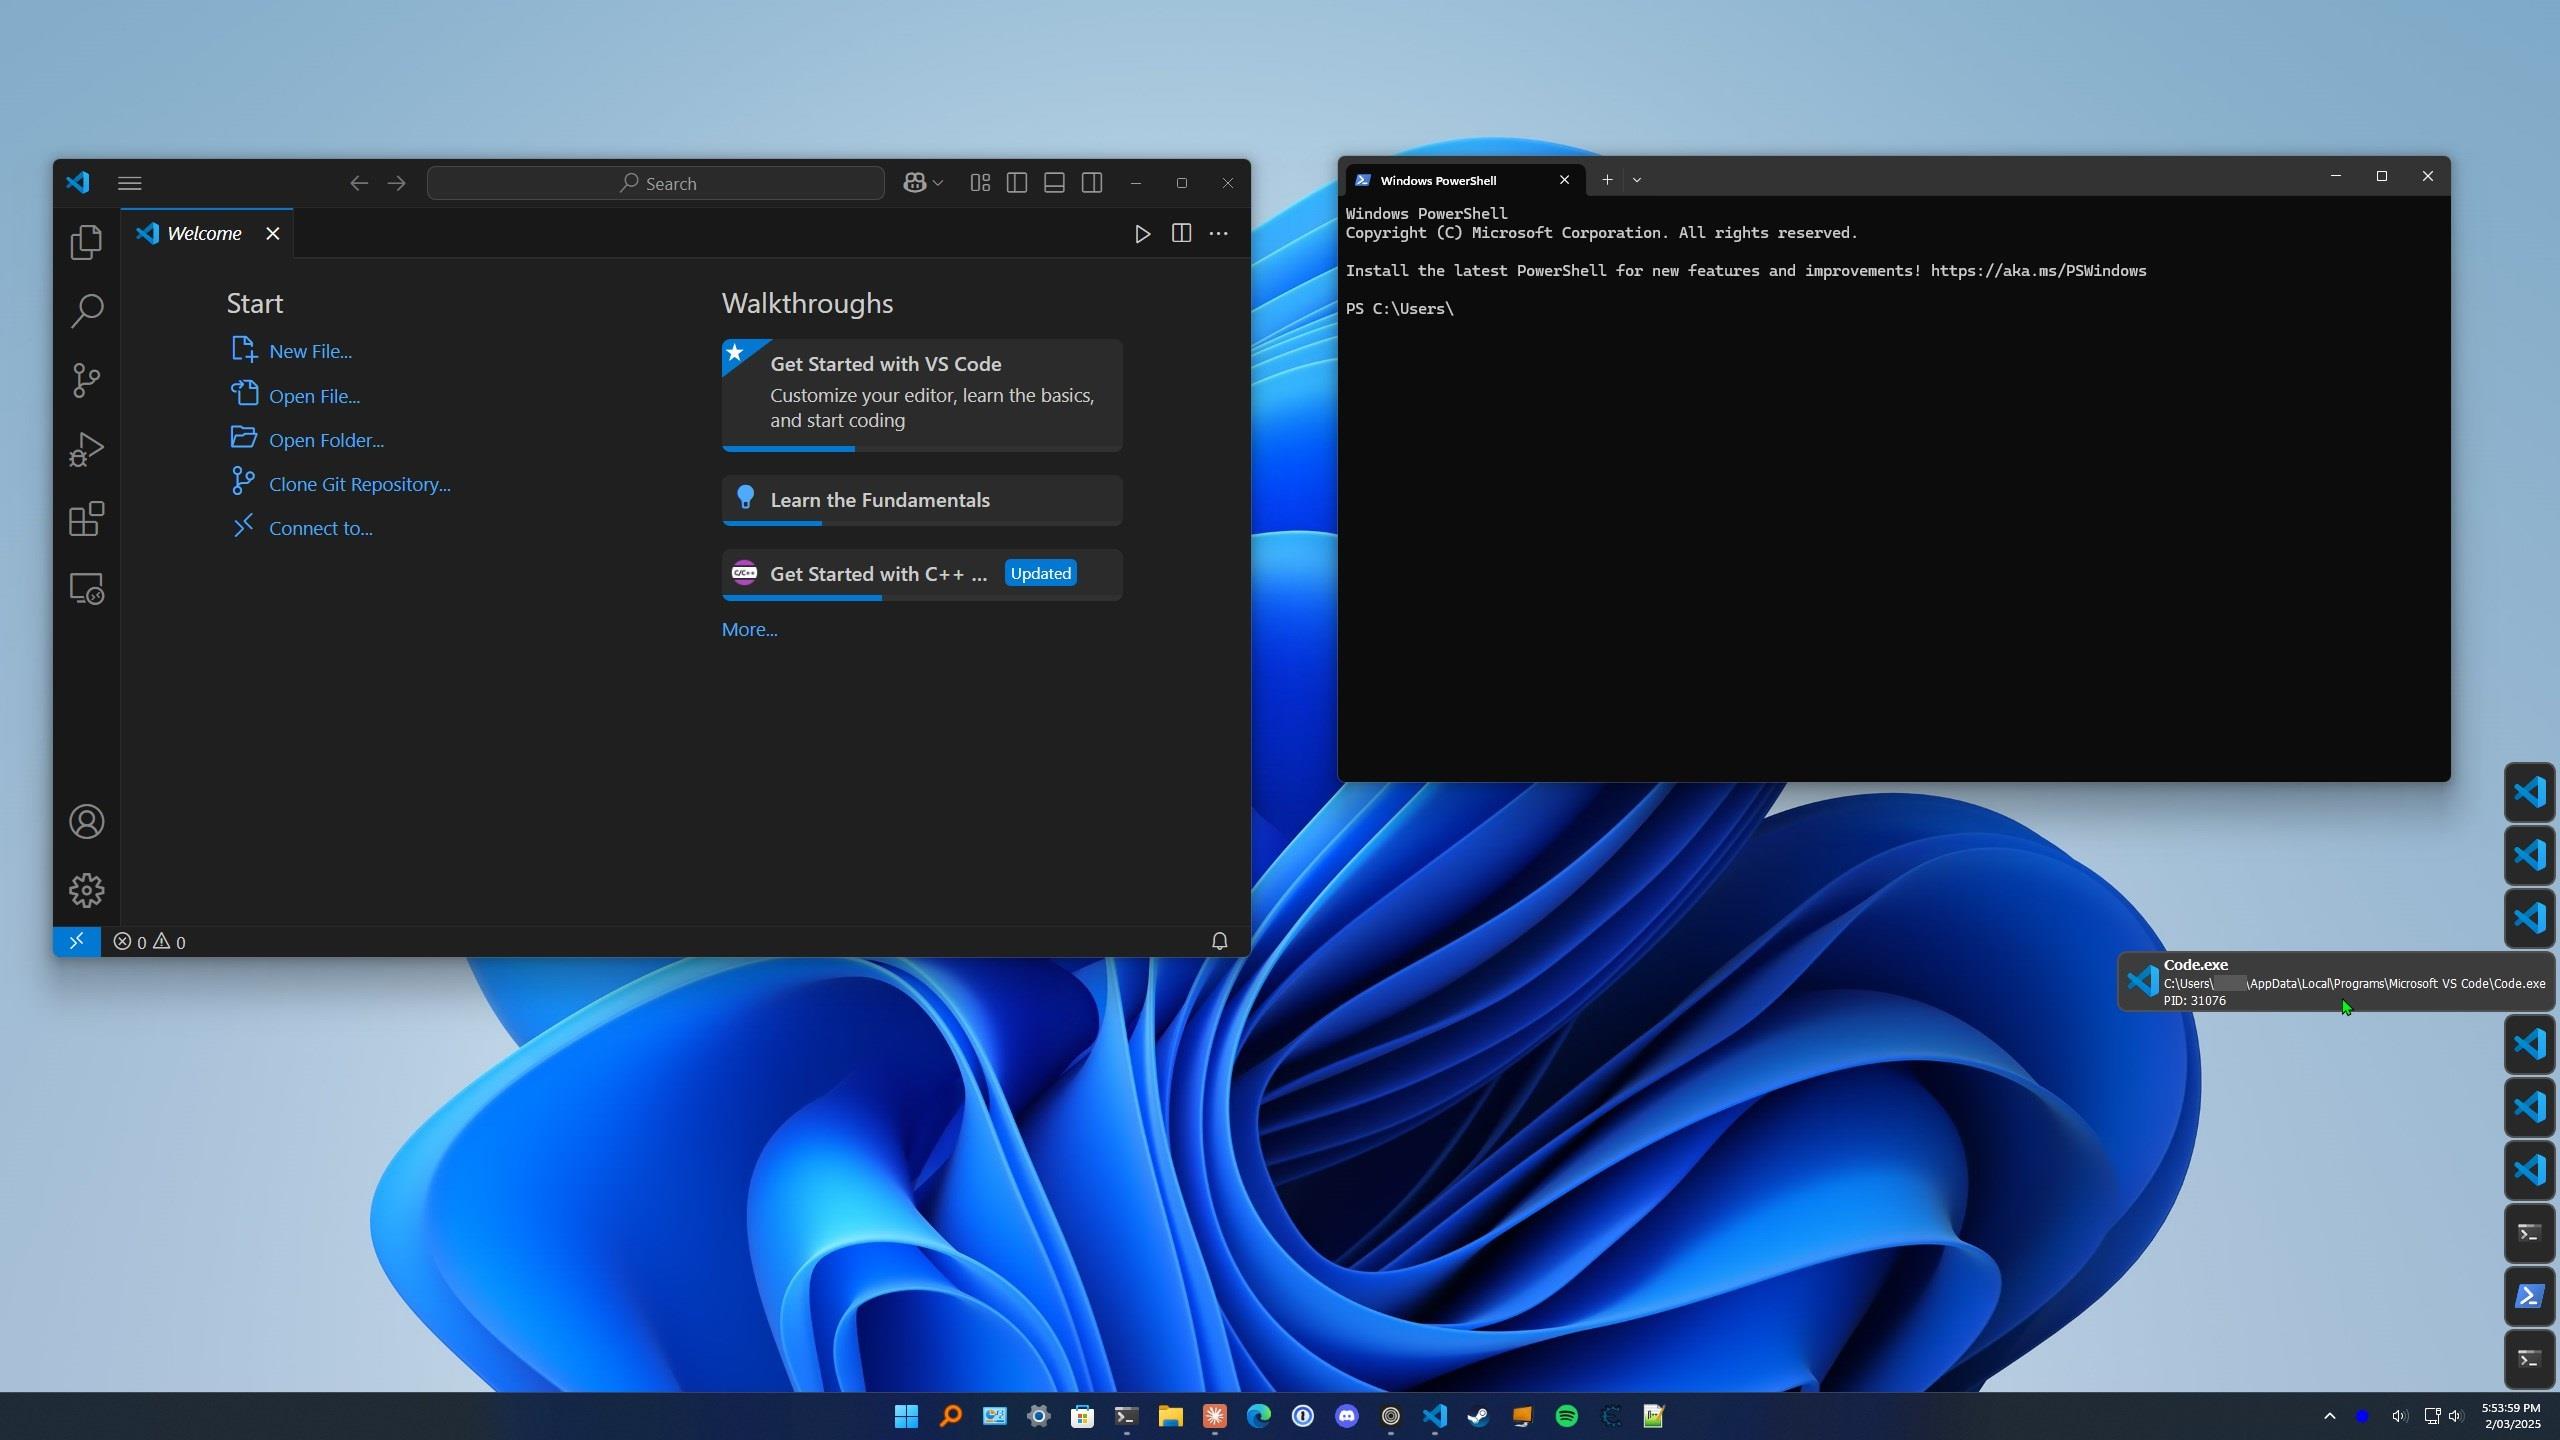 Search
Welcome
Start
New File...
Open File...
Open Folder...
Clone Git Repository...
Connect to...
Walkthroughs
Get Started with VS Code
Customize your editor, learn the basics,
and start coding
Learn the Fundamentals
C/C++
Get Started with C++ ...
Updated
More...
0
0
Windows PowerShell
Windows PowerShell
Copyright (C) Microsoft Corporation. All rights reserved.
Install the latest PowerShell for new features and improvements! https://aka.ms/PSWindows
PS C:\Users\
Code.exe
C:\Users\ \AppData\Local\Programs\Microsoft VS Code\Code.exe
PID: 31076
5:53:59 PM
2/03/2025